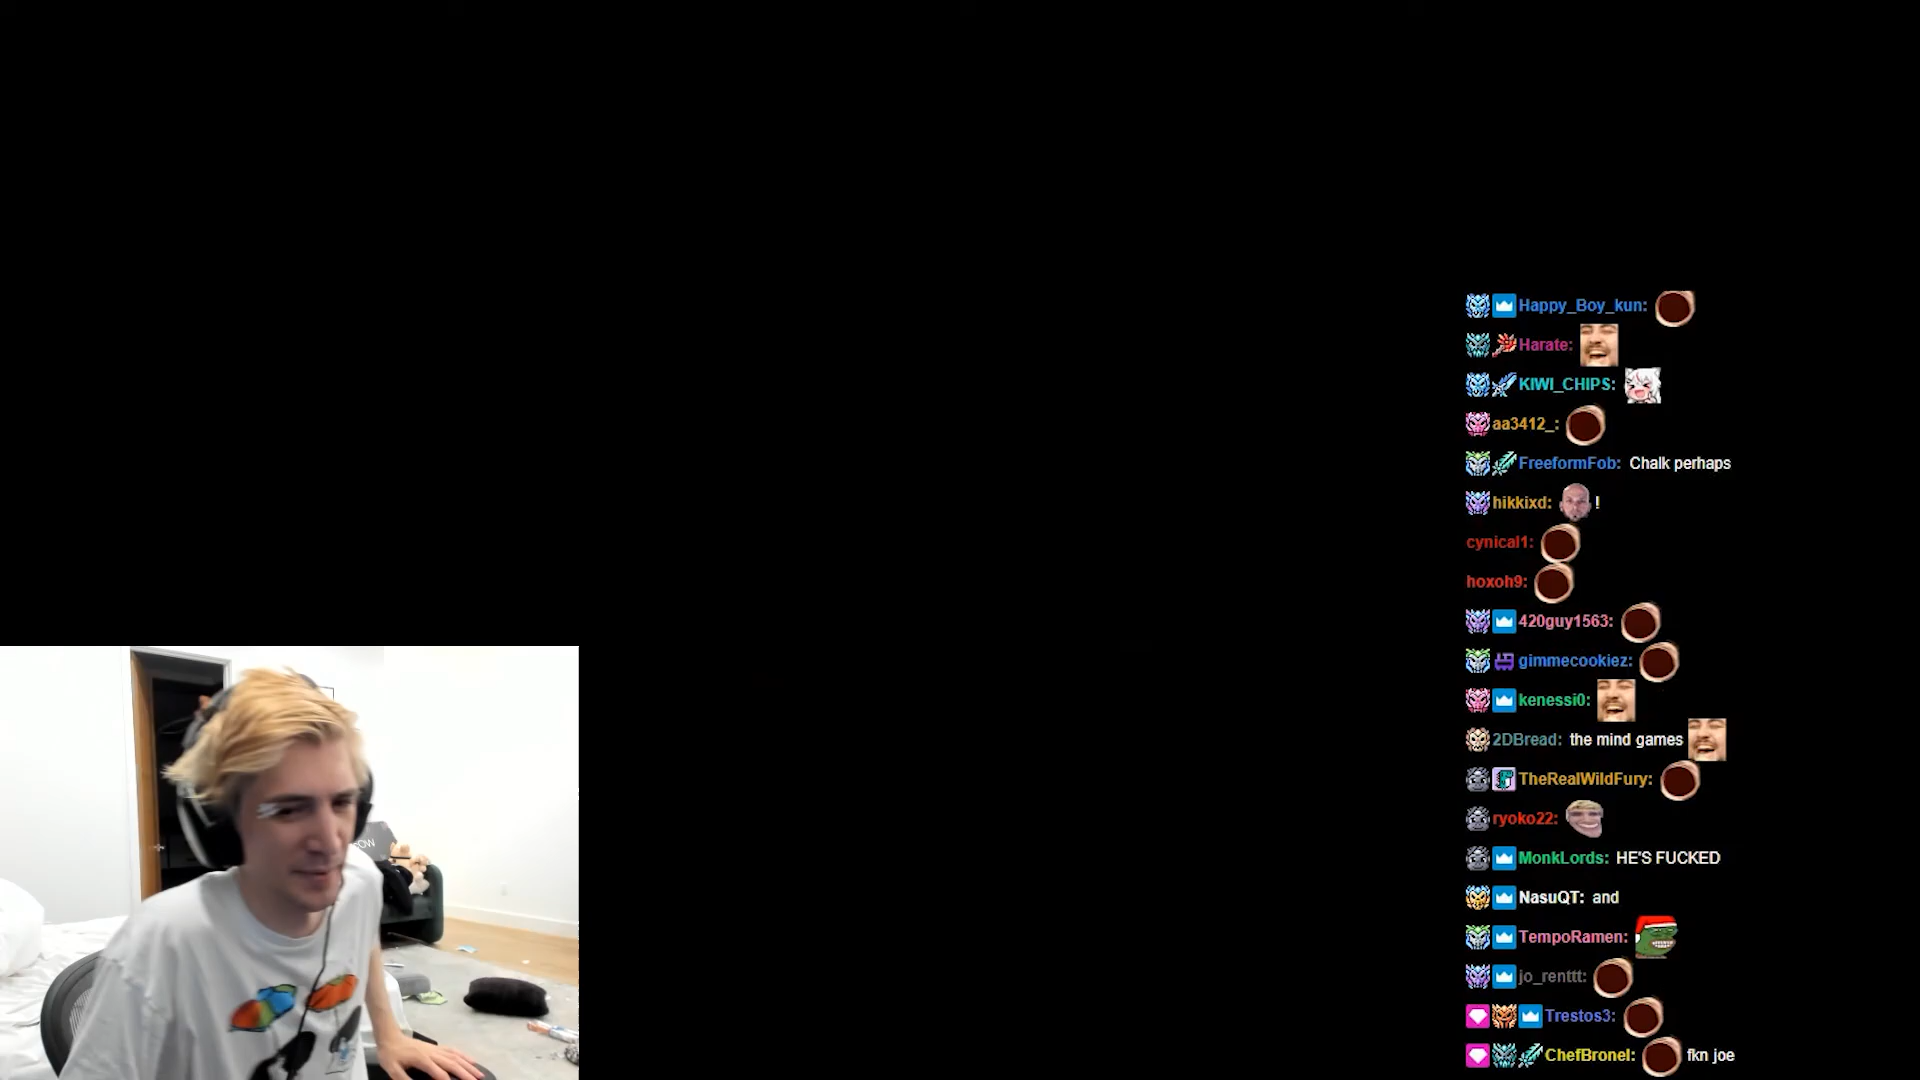 Happy_Boy_kun:
Harate:
KIWI_CHIPS:
aa3412_:
FreeformFob: Chalk perhaps
hikkixd: !
cynical1:
hoxoh9:
420guy1563:
gimmecookiez:
kenessi0:
2DBread: the mind games
TheRealWildFury:
ryoko22:
MonkLords: HE'S FUCKED
NasuQT: and
TempoRamen:
jo_renttt:
Trestos3:
ChefBronel: fkn joe